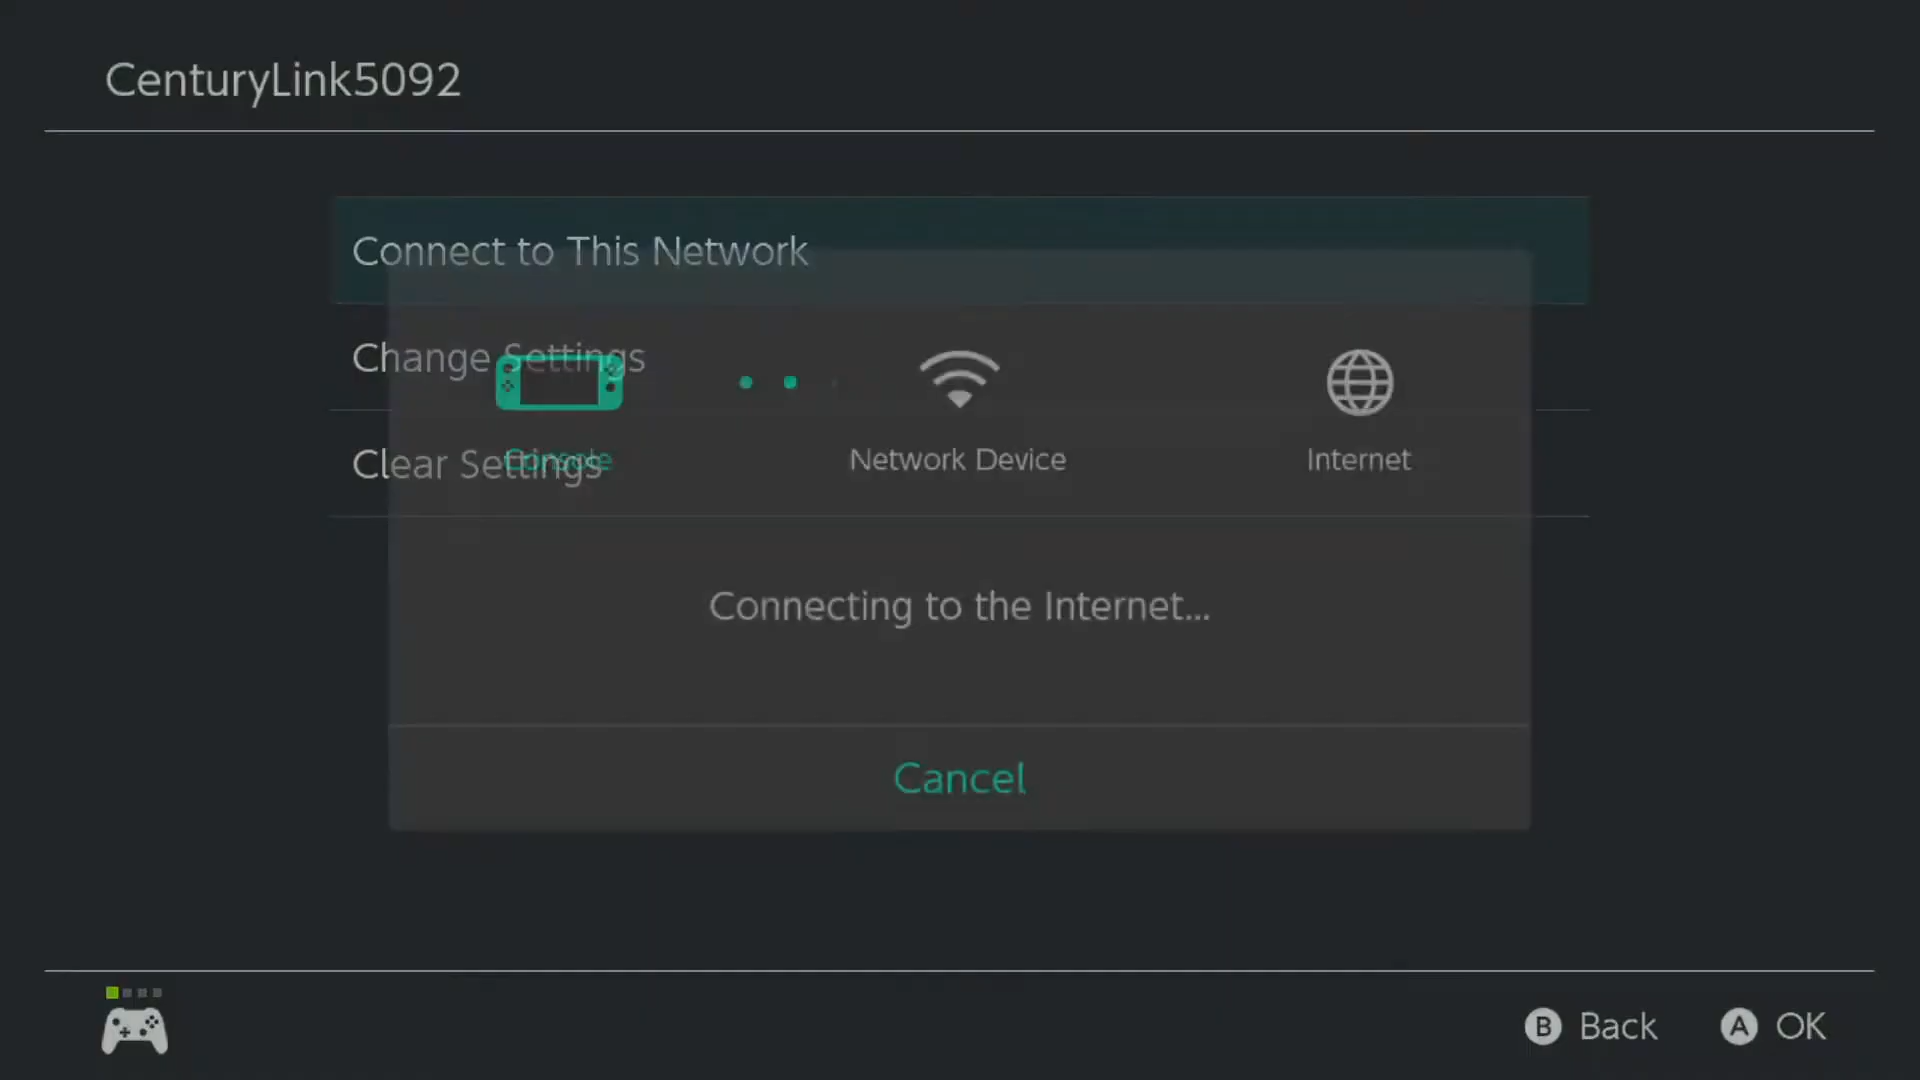 CenturyLink5092
Connect to This Network
Change Settings
Clear Settings
Console
Network Device
Internet
Connecting to the Internet...
Cancel
B Back
A OK